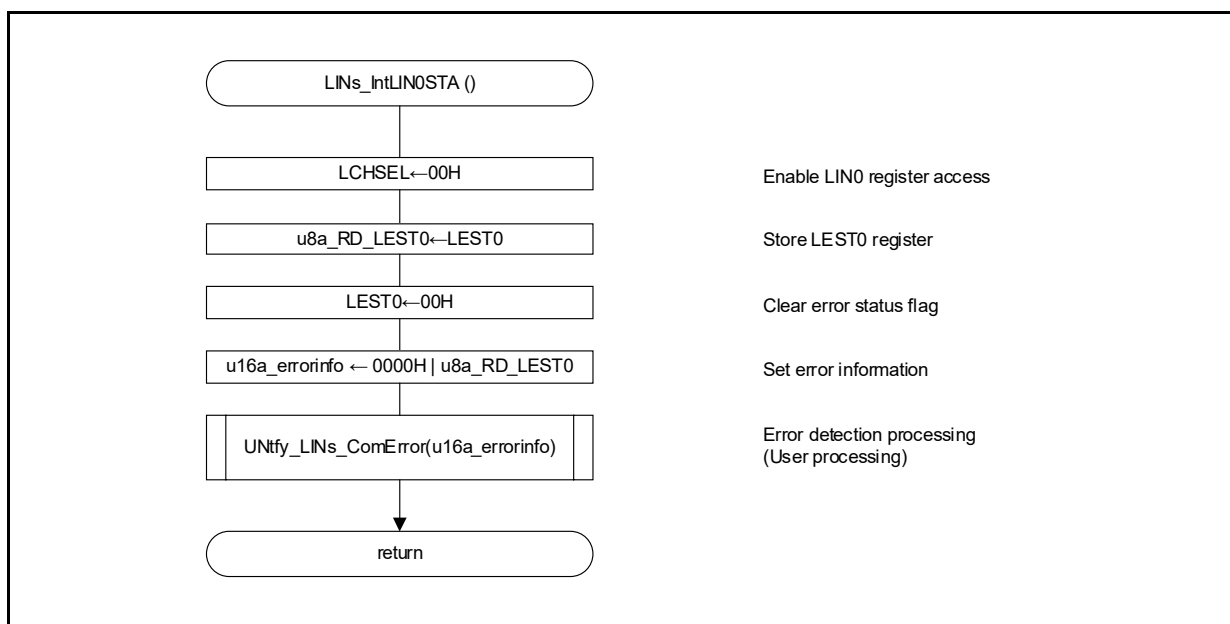 LINs_IntLIN0STA ()
LCHSEL←00H
Enable LIN0 register access
u8a_RD_LEST0←LEST0
Store LEST0 register
LEST0←00H
Clear error status flag
u16a_errorinfo ← 0000H | u8a_RD_LEST0
Set error information
UNtfy_LINs_ComError(u16a_errorinfo)
Error detection processing
(User processing)
return